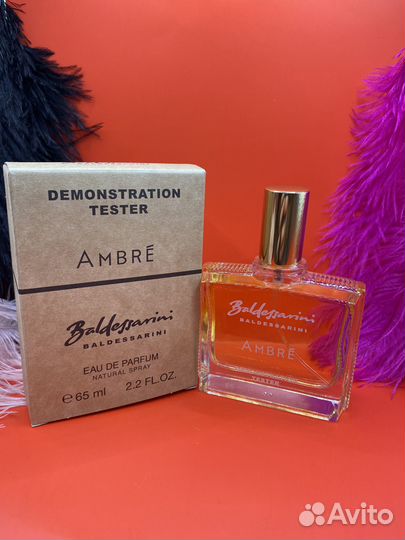 DEMONSTRATION
TESTER
AMBRÉ
Baldessarini
BALDESSARINI
EAU DE PARFUM
NATURAL SPRAY
℮ 65 ml 2.2 FL.OZ.
Baldessarini
BALDESSARINI
AMBRÉ
TESTER
Avito